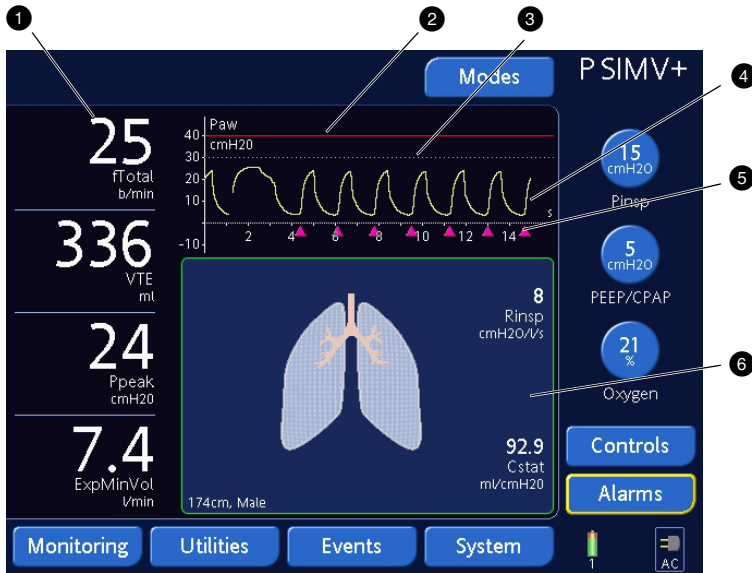 1
2
3
4
5
6
Modes
P SIMV+
25
fTotal
b/min
336
VTE
ml
24
Ppeak
cmH20
7.4
ExpMinVol
l/min
Paw
cmH20
40
30
20
10
-10
2
4
6
8
10
12
14
s
8
Rinsp
cmH2O/l/s
92.9
Cstat
ml/cmH20
174cm, Male
15
cmH2O
Pinsp
5
cmH2O
PEEP/CPAP
21
%
Oxygen
Controls
Alarms
Monitoring
Utilities
Events
System
1
AC